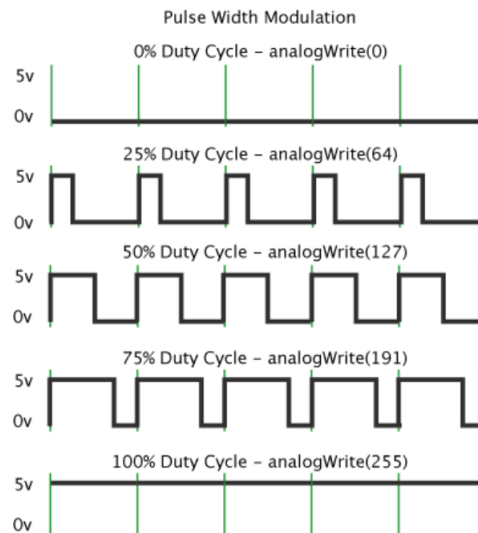 Pulse Width Modulation
0% Duty Cycle – analogWrite(0)
5v
0v
25% Duty Cycle – analogWrite(64)
5v
0v
50% Duty Cycle – analogWrite(127)
5v
0v
75% Duty Cycle – analogWrite(191)
5v
0v
100% Duty Cycle – analogWrite(255)
5v
0v